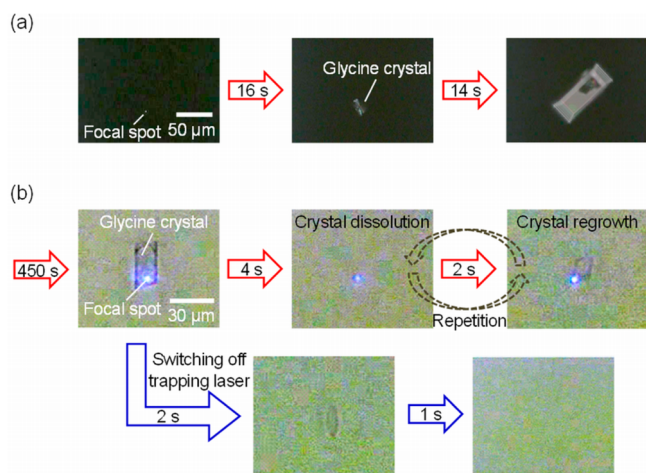 (a)
Focal spot
50 µm
16 s
Glycine crystal
14 s
(b)
450 s
Glycine crystal
Focal spot
30 µm
4 s
Crystal dissolution
2 s
Repetition
Crystal regrowth
Switching off
trapping laser
2 s
1 s